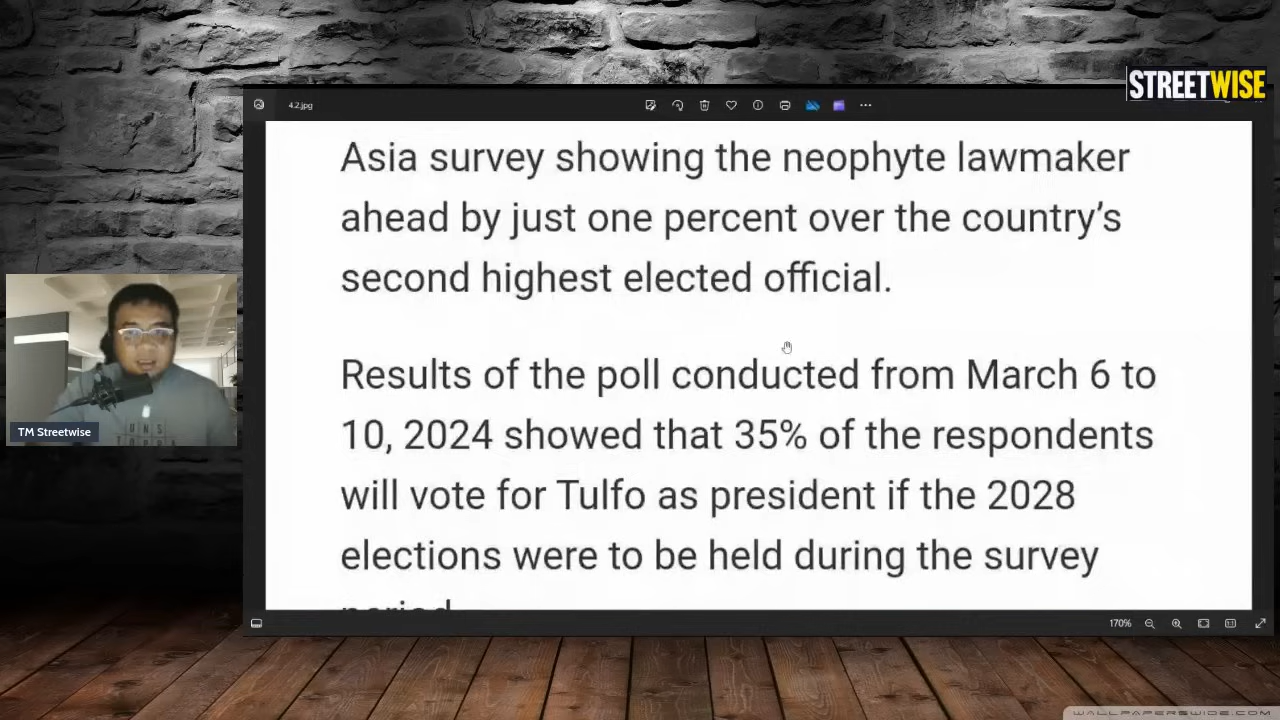 STREETWISE
4.2.jpg
Asia survey showing the neophyte lawmaker
ahead by just one percent over the country’s
second highest elected official.
Results of the poll conducted from March 6 to
10, 2024 showed that 35% of the respondents
will vote for Tulfo as president if the 2028
elections were to be held during the survey
period
TM Streetwise
170%
WALLPAPERSWIDE.COM